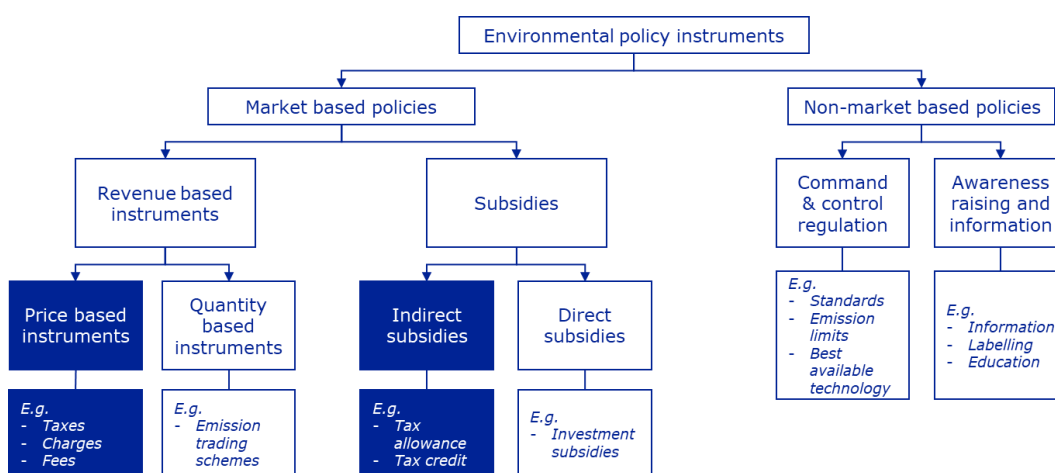 Environmental policy instruments
Market based policies
Non-market based policies
Revenue based
instruments
Subsidies
Command
& control
regulation
Awareness
raising and
information
Price based
instruments
Quantity
based
instruments
Indirect
subsidies
Direct
subsidies
E.g.
- Standards
- Emission
limits
- Best
available
technology
E.g.
- Information
- Labelling
- Education
E.g.
- Taxes
- Charges
- Fees
E.g.
- Emission
trading
schemes
E.g.
- Tax
allowance
- Tax credit
E.g.
- Investment
subsidies